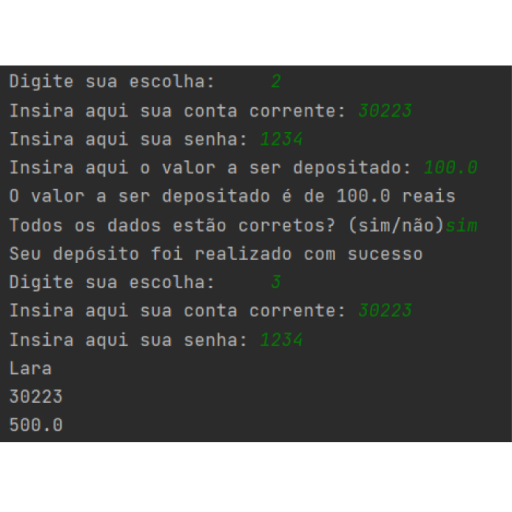 Digite sua escolha: 2
Insira aqui sua conta corrente: 30223
Insira aqui sua senha: 1234
Insira aqui o valor a ser depositado: 100.0
O valor a ser depositado é de 100.0 reais
Todos os dados estão corretos? (sim/não)sim
Seu depósito foi realizado com sucesso
Digite sua escolha: 3
Insira aqui sua conta corrente: 30223
Insira aqui sua senha: 1234
Lara
30223
500.0